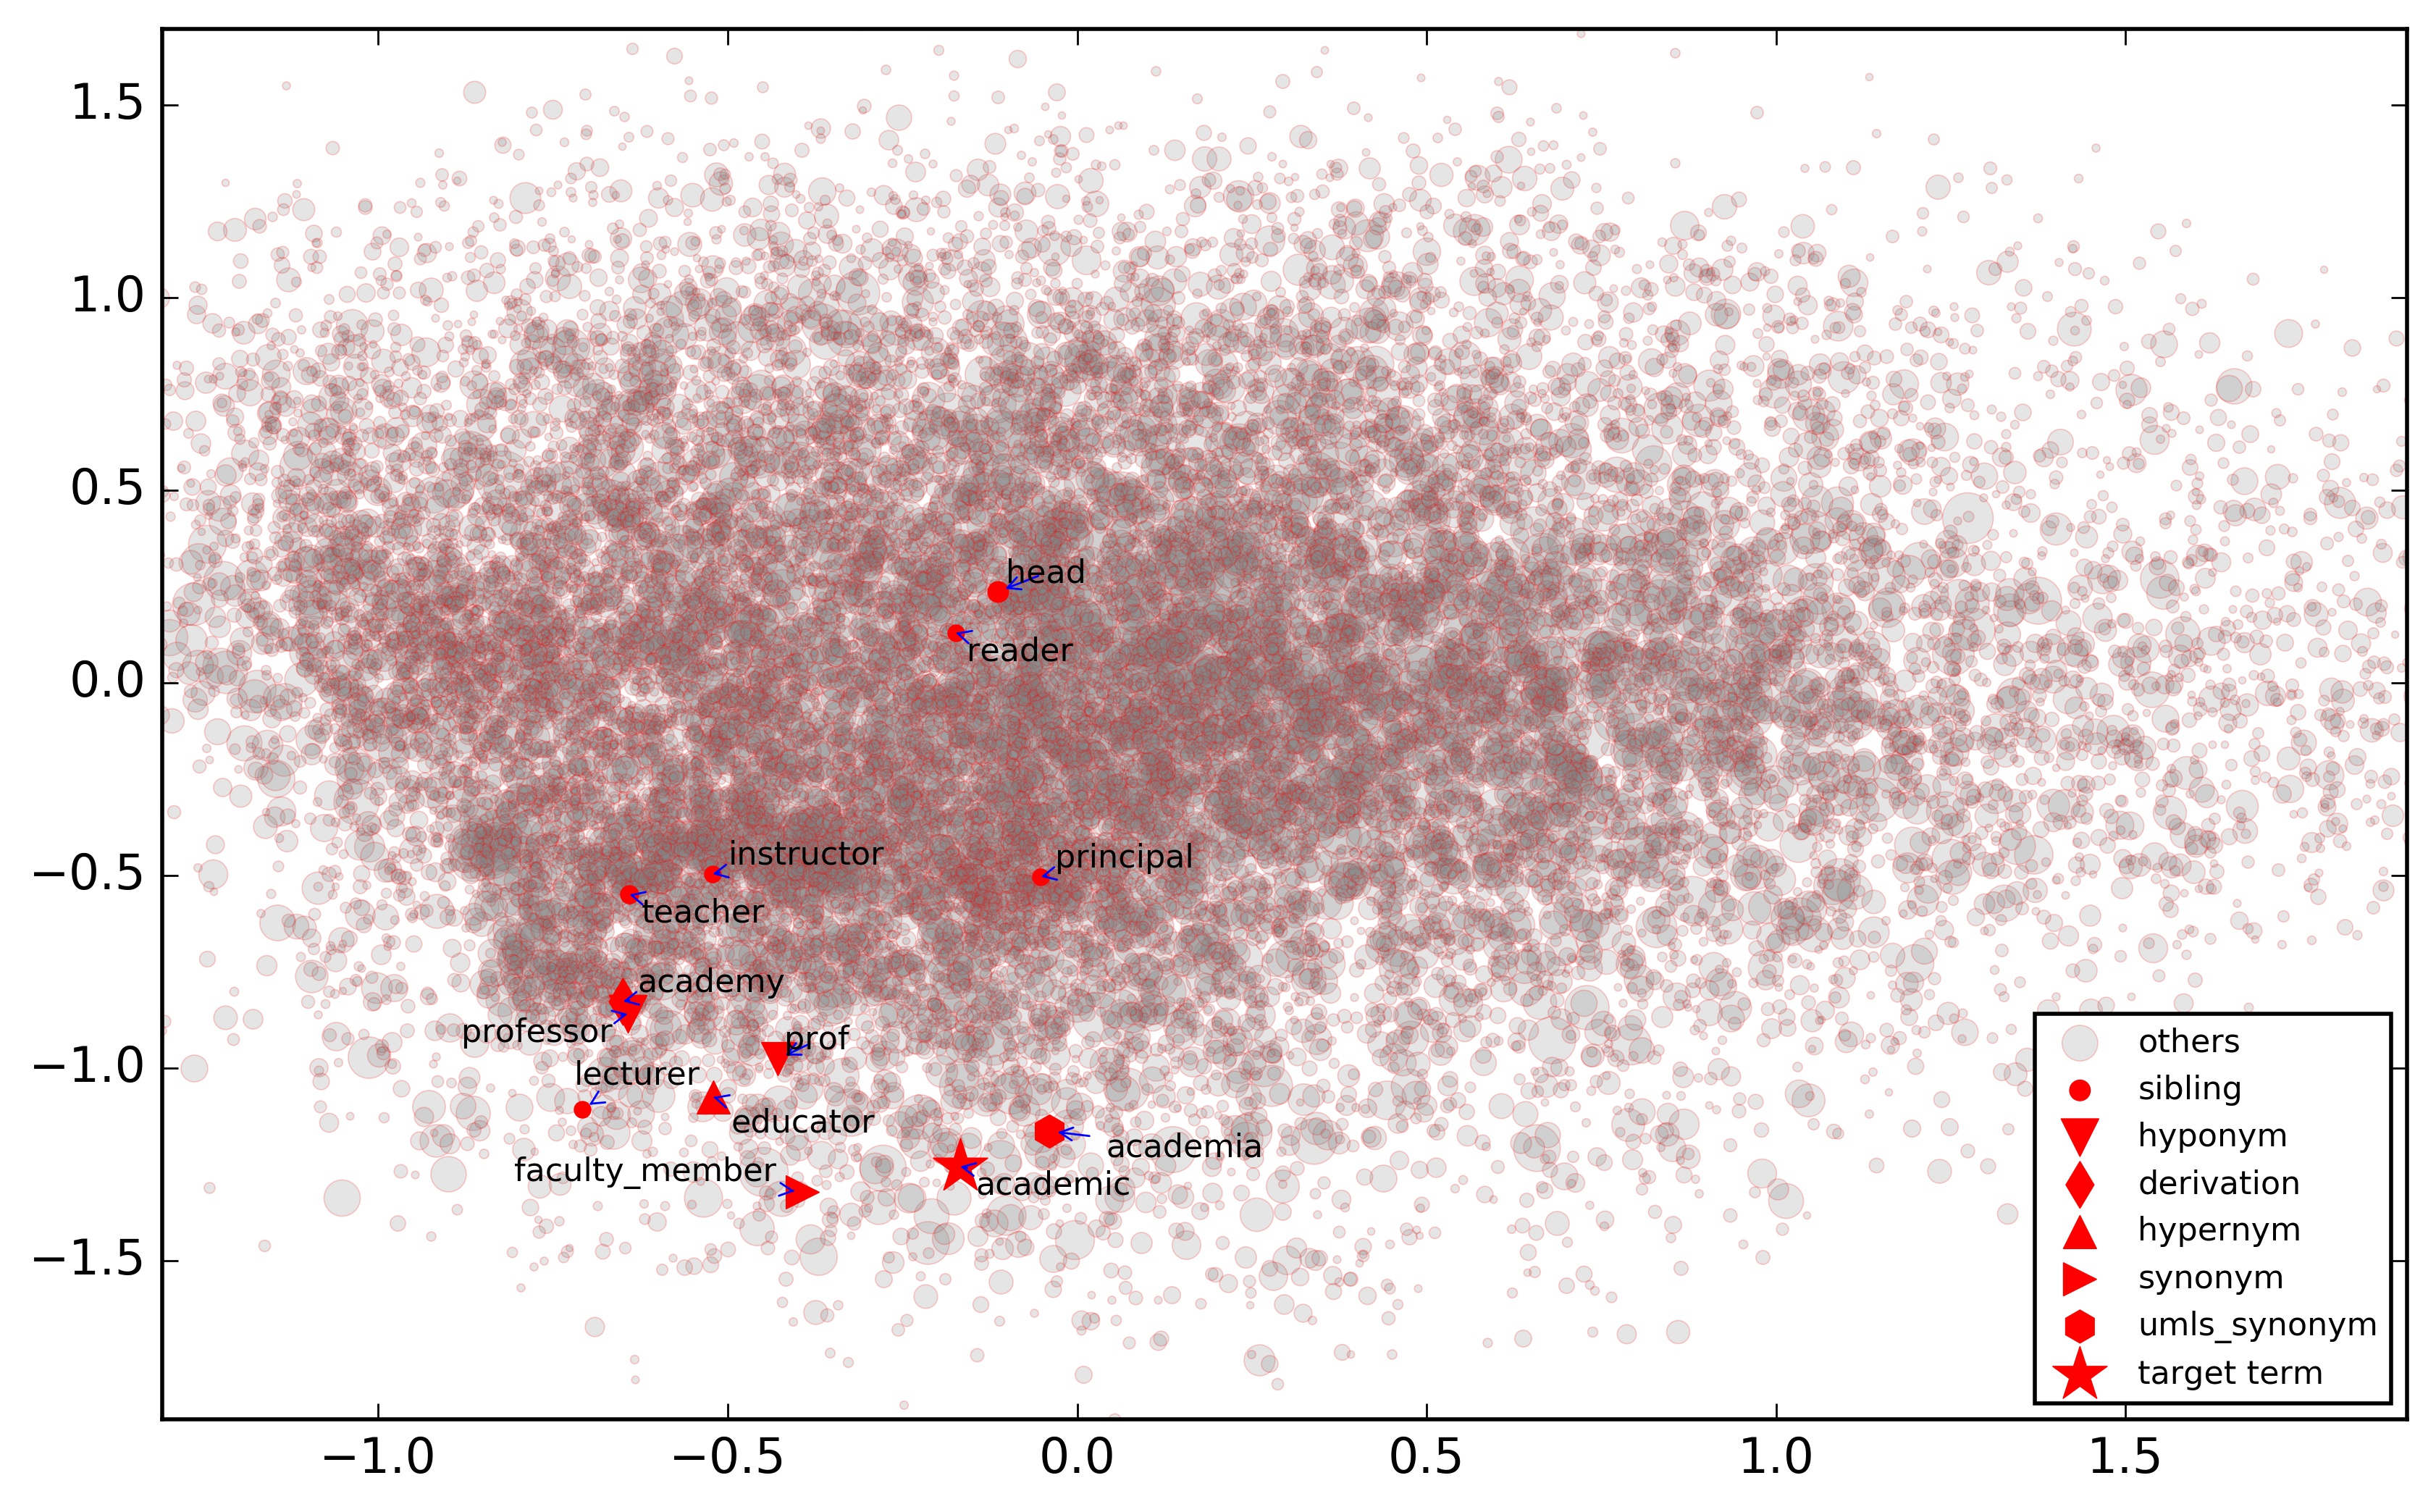 1.5
1.0
0.5
0.0
−0.5
−1.0
−1.5
head
reader
instructor
principal
teacher
academy
professor
prof
lecturer
educator
academia
faculty_member
academic
others
sibling
hyponym
derivation
hypernym
synonym
umls_synonym
target term
−1.0 −0.5 0.0 0.5 1.0 1.5